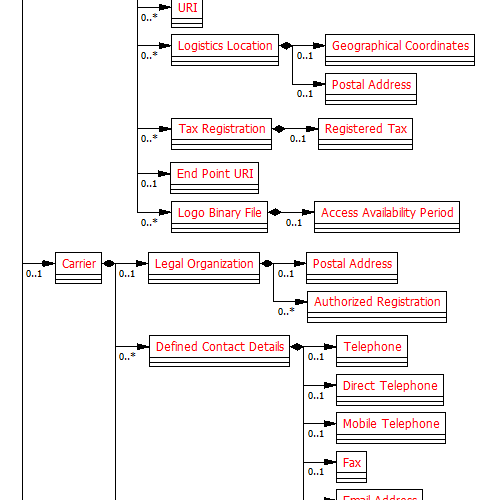 URI
0..*
Logistics Location
0..*
Geographical Coordinates
0..1
Postal Address
0..1
Tax Registration
0..*
Registered Tax
0..1
End Point URI
0..1
Logo Binary File
0..*
Access Availability Period
0..1
Carrier
0..1
Legal Organization
0..1
Postal Address
0..1
Authorized Registration
0..*
Defined Contact Details
0..*
Telephone
0..1
Direct Telephone
0..1
Mobile Telephone
0..1
Fax
0..1
Email Address